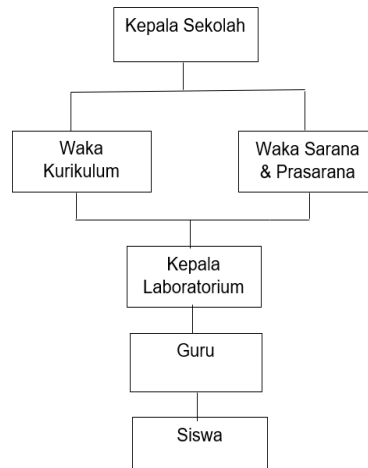 Kepala Sekolah
Waka
Kurikulum
Waka Sarana
& Prasarana
Kepala
Laboratorium
Guru
Siswa